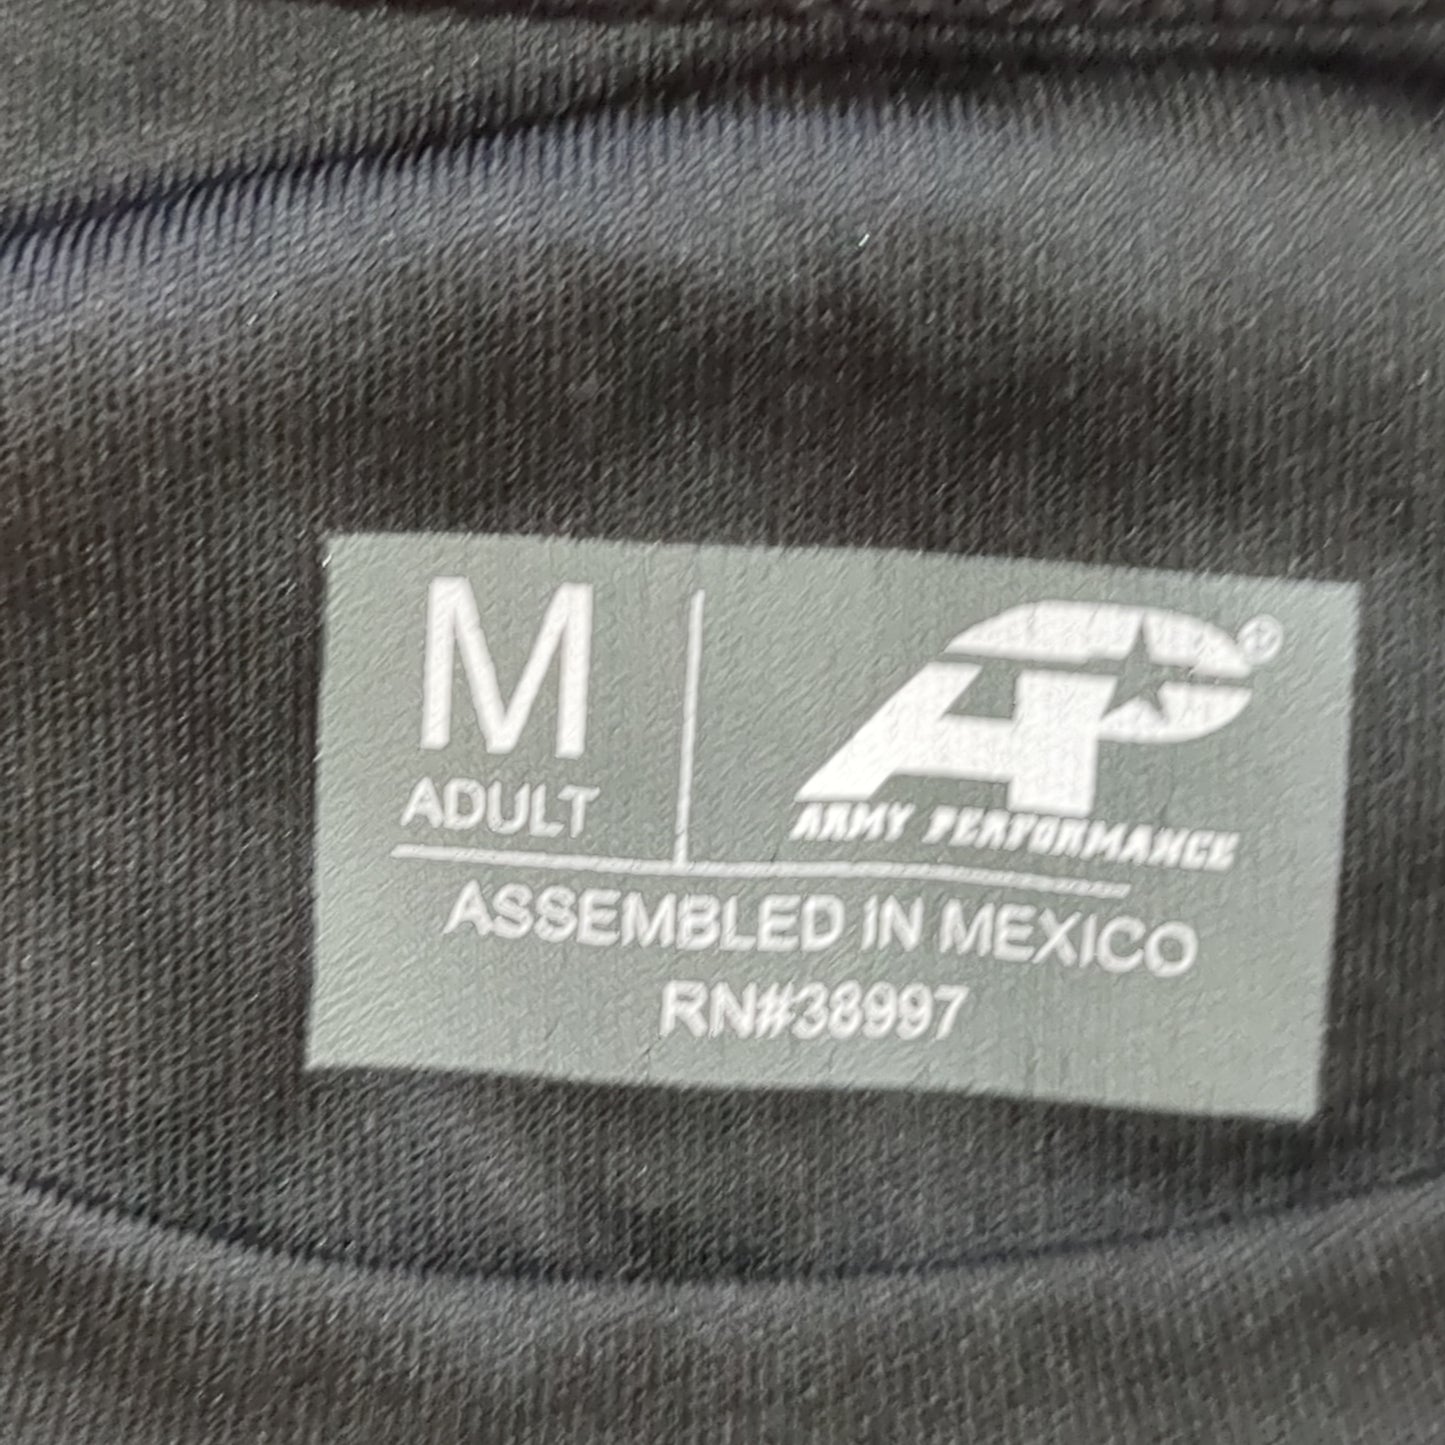 M
ADULT
AP®
ARMY PERFORMANCE
ASSEMBLED IN MEXICO
RN#38997